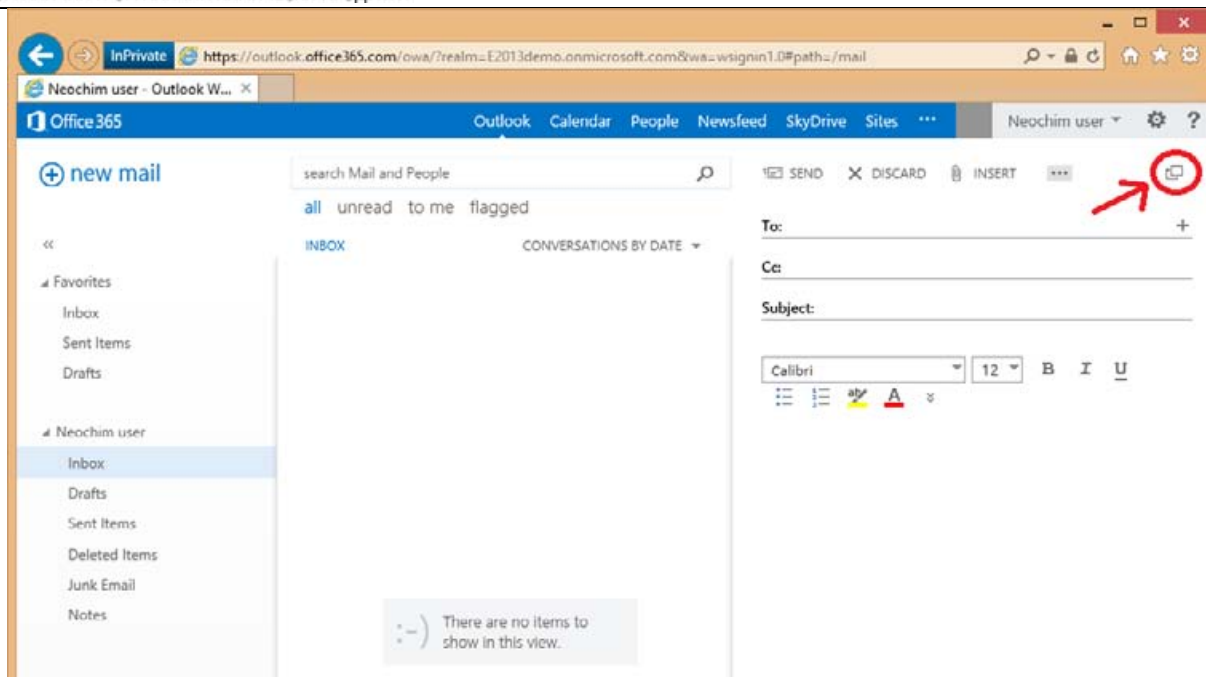 InPrivate https://outlook.office365.com/owa/?realm=E2013demo.onmicrosoft.com&wa=wsignin1.0#path=/mail
Neochim user - Outlook W...
Office 365 Outlook Calendar People Newsfeed SkyDrive Sites ··· Neochim user ?
new mail
search Mail and People
SEND DISCARD INSERT ···
all unread to me flagged
To:
INBOX CONVERSATIONS BY DATE
Cc:
Favorites
Inbox
Subject:
Sent Items
Drafts
Calibri 12 B I U
aby A
Neochim user
Inbox
Drafts
Sent Items
Deleted Items
Junk Email
Notes
:-) There are no items to
show in this view.